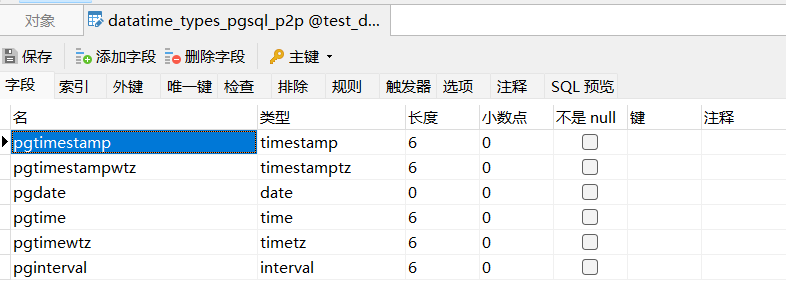 对象
datatime_types_pgsql_p2p @test_d...
保存 添加字段 删除字段 主键
字段 索引 外键 唯一键 检查 排除 规则 触发器 选项 注释 SQL 预览
名 类型 长度 小数点 不是 null 键 注释
pgtimestamp timestamp 6 0
pgtimestampwtz timestamptz 6 0
pgdate date 0 0
pgtime time 6 0
pgtimewtz timetz 6 0
pginterval interval 6 0